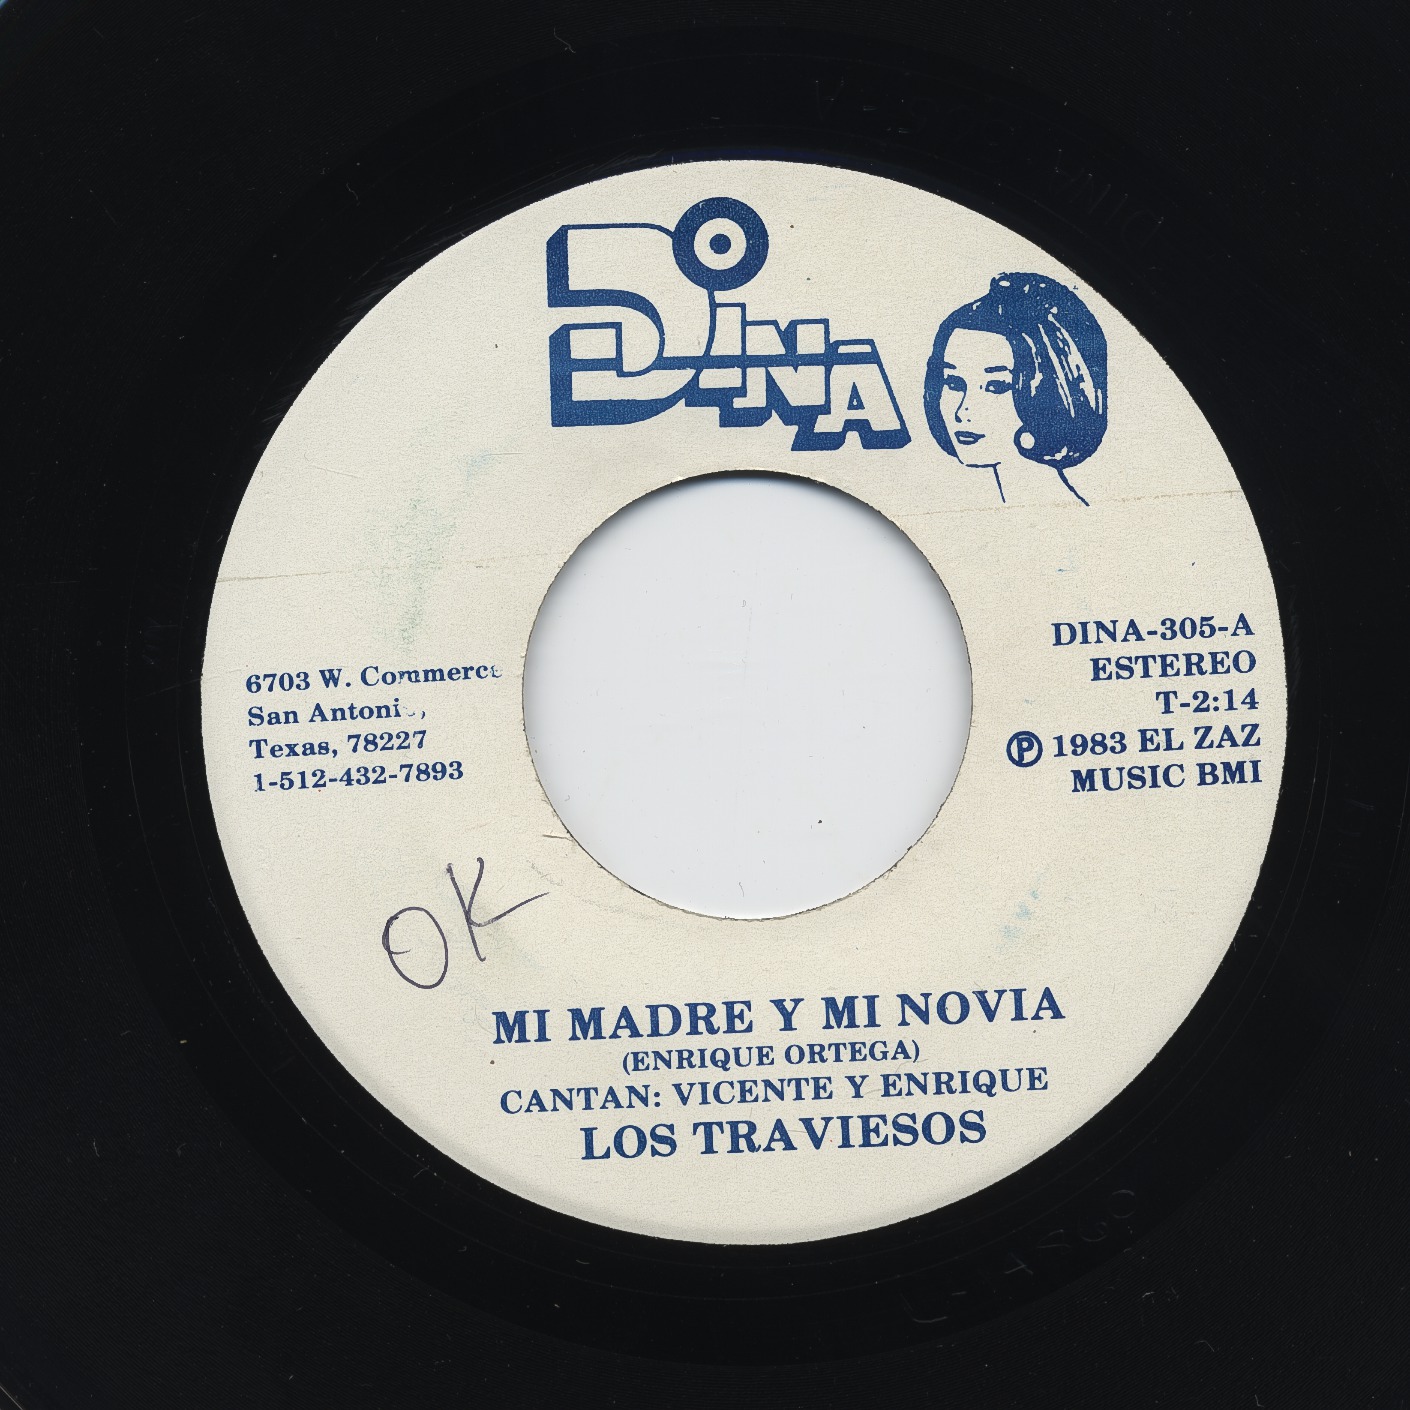 DINA
6703 W. Commerce
San Antonio,
Texas, 78227
1-512-432-7893
DINA-305-A
ESTEREO
T-2:14
Ⓟ 1983 EL ZAZ
MUSIC BMI
OK
MI MADRE Y MI NOVIA
(ENRIQUE ORTEGA)
CANTAN: VICENTE Y ENRIQUE
LOS TRAVIESOS